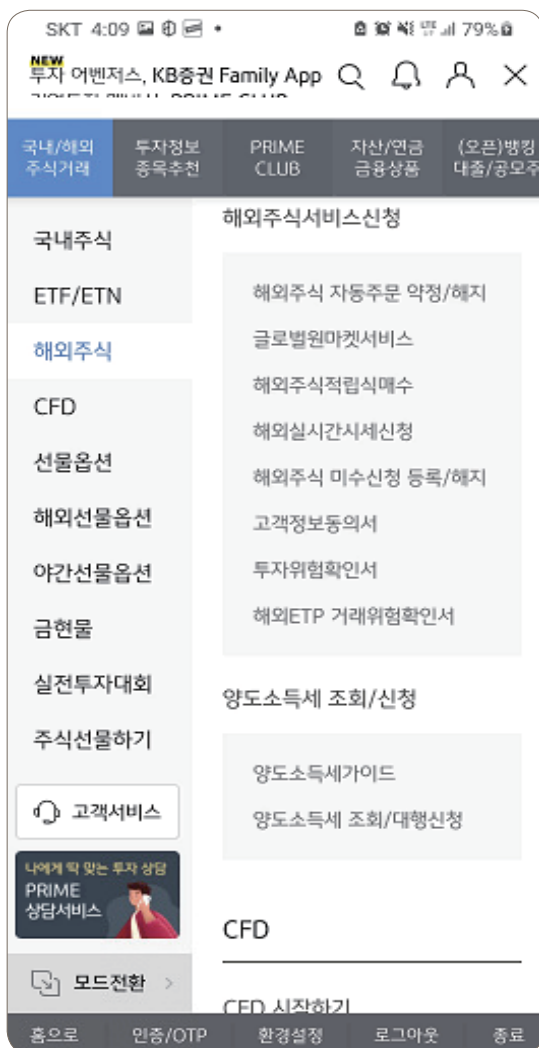 SKT 4:09
79%
NEW
투자 어벤저스, KB증권 Family App
PRIME CLUB
국내/해외
주식거래
투자정보
종목추천
PRIME
CLUB
자산/연금
금융상품
(오픈)뱅킹
대출/공모주
국내주식
ETF/ETN
해외주식
CFD
선물옵션
해외선물옵션
야간선물옵션
금현물
실전투자대회
주식선물하기
고객서비스
나에게 딱 맞는 투자 상담
PRIME
상담서비스
모드전환
해외주식서비스신청
해외주식 자동주문 약정/해지
글로벌원마켓서비스
해외주식적립식매수
해외실시간시세신청
해외주식 미수신청 등록/해지
고객정보동의서
투자위험확인서
해외ETP 거래위험확인서
양도소득세 조회/신청
양도소득세가이드
양도소득세 조회/대행신청
CFD
CFD 시작하기
홈으로
인증/OTP
환경설정
로그아웃
종료